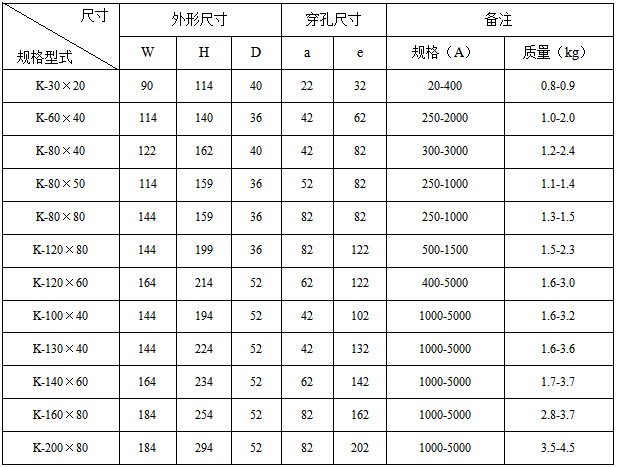 尺寸 外形尺寸 穿孔尺寸 备注
规格型式 W H D a e 规格（A） 质量（kg）
K-30×20 90 114 40 22 32 20-400 0.8-0.9
K-60×40 114 140 36 42 62 250-2000 1.0-2.0
K-80×40 122 162 40 42 82 300-3000 1.2-2.4
K-80×50 114 159 36 52 82 250-1000 1.1-1.4
K-80×80 144 159 36 82 82 250-1000 1.3-1.5
K-120×80 144 199 36 82 122 500-1500 1.5-2.3
K-120×60 164 214 52 62 122 400-5000 1.6-3.0
K-100×40 144 194 52 42 102 1000-5000 1.6-3.2
K-130×40 144 224 52 42 132 1000-5000 1.6-3.6
K-140×60 164 234 52 62 142 1000-5000 1.7-3.7
K-160×80 184 254 52 82 162 1000-5000 2.8-3.7
K-200×80 184 294 52 82 202 1000-5000 3.5-4.5